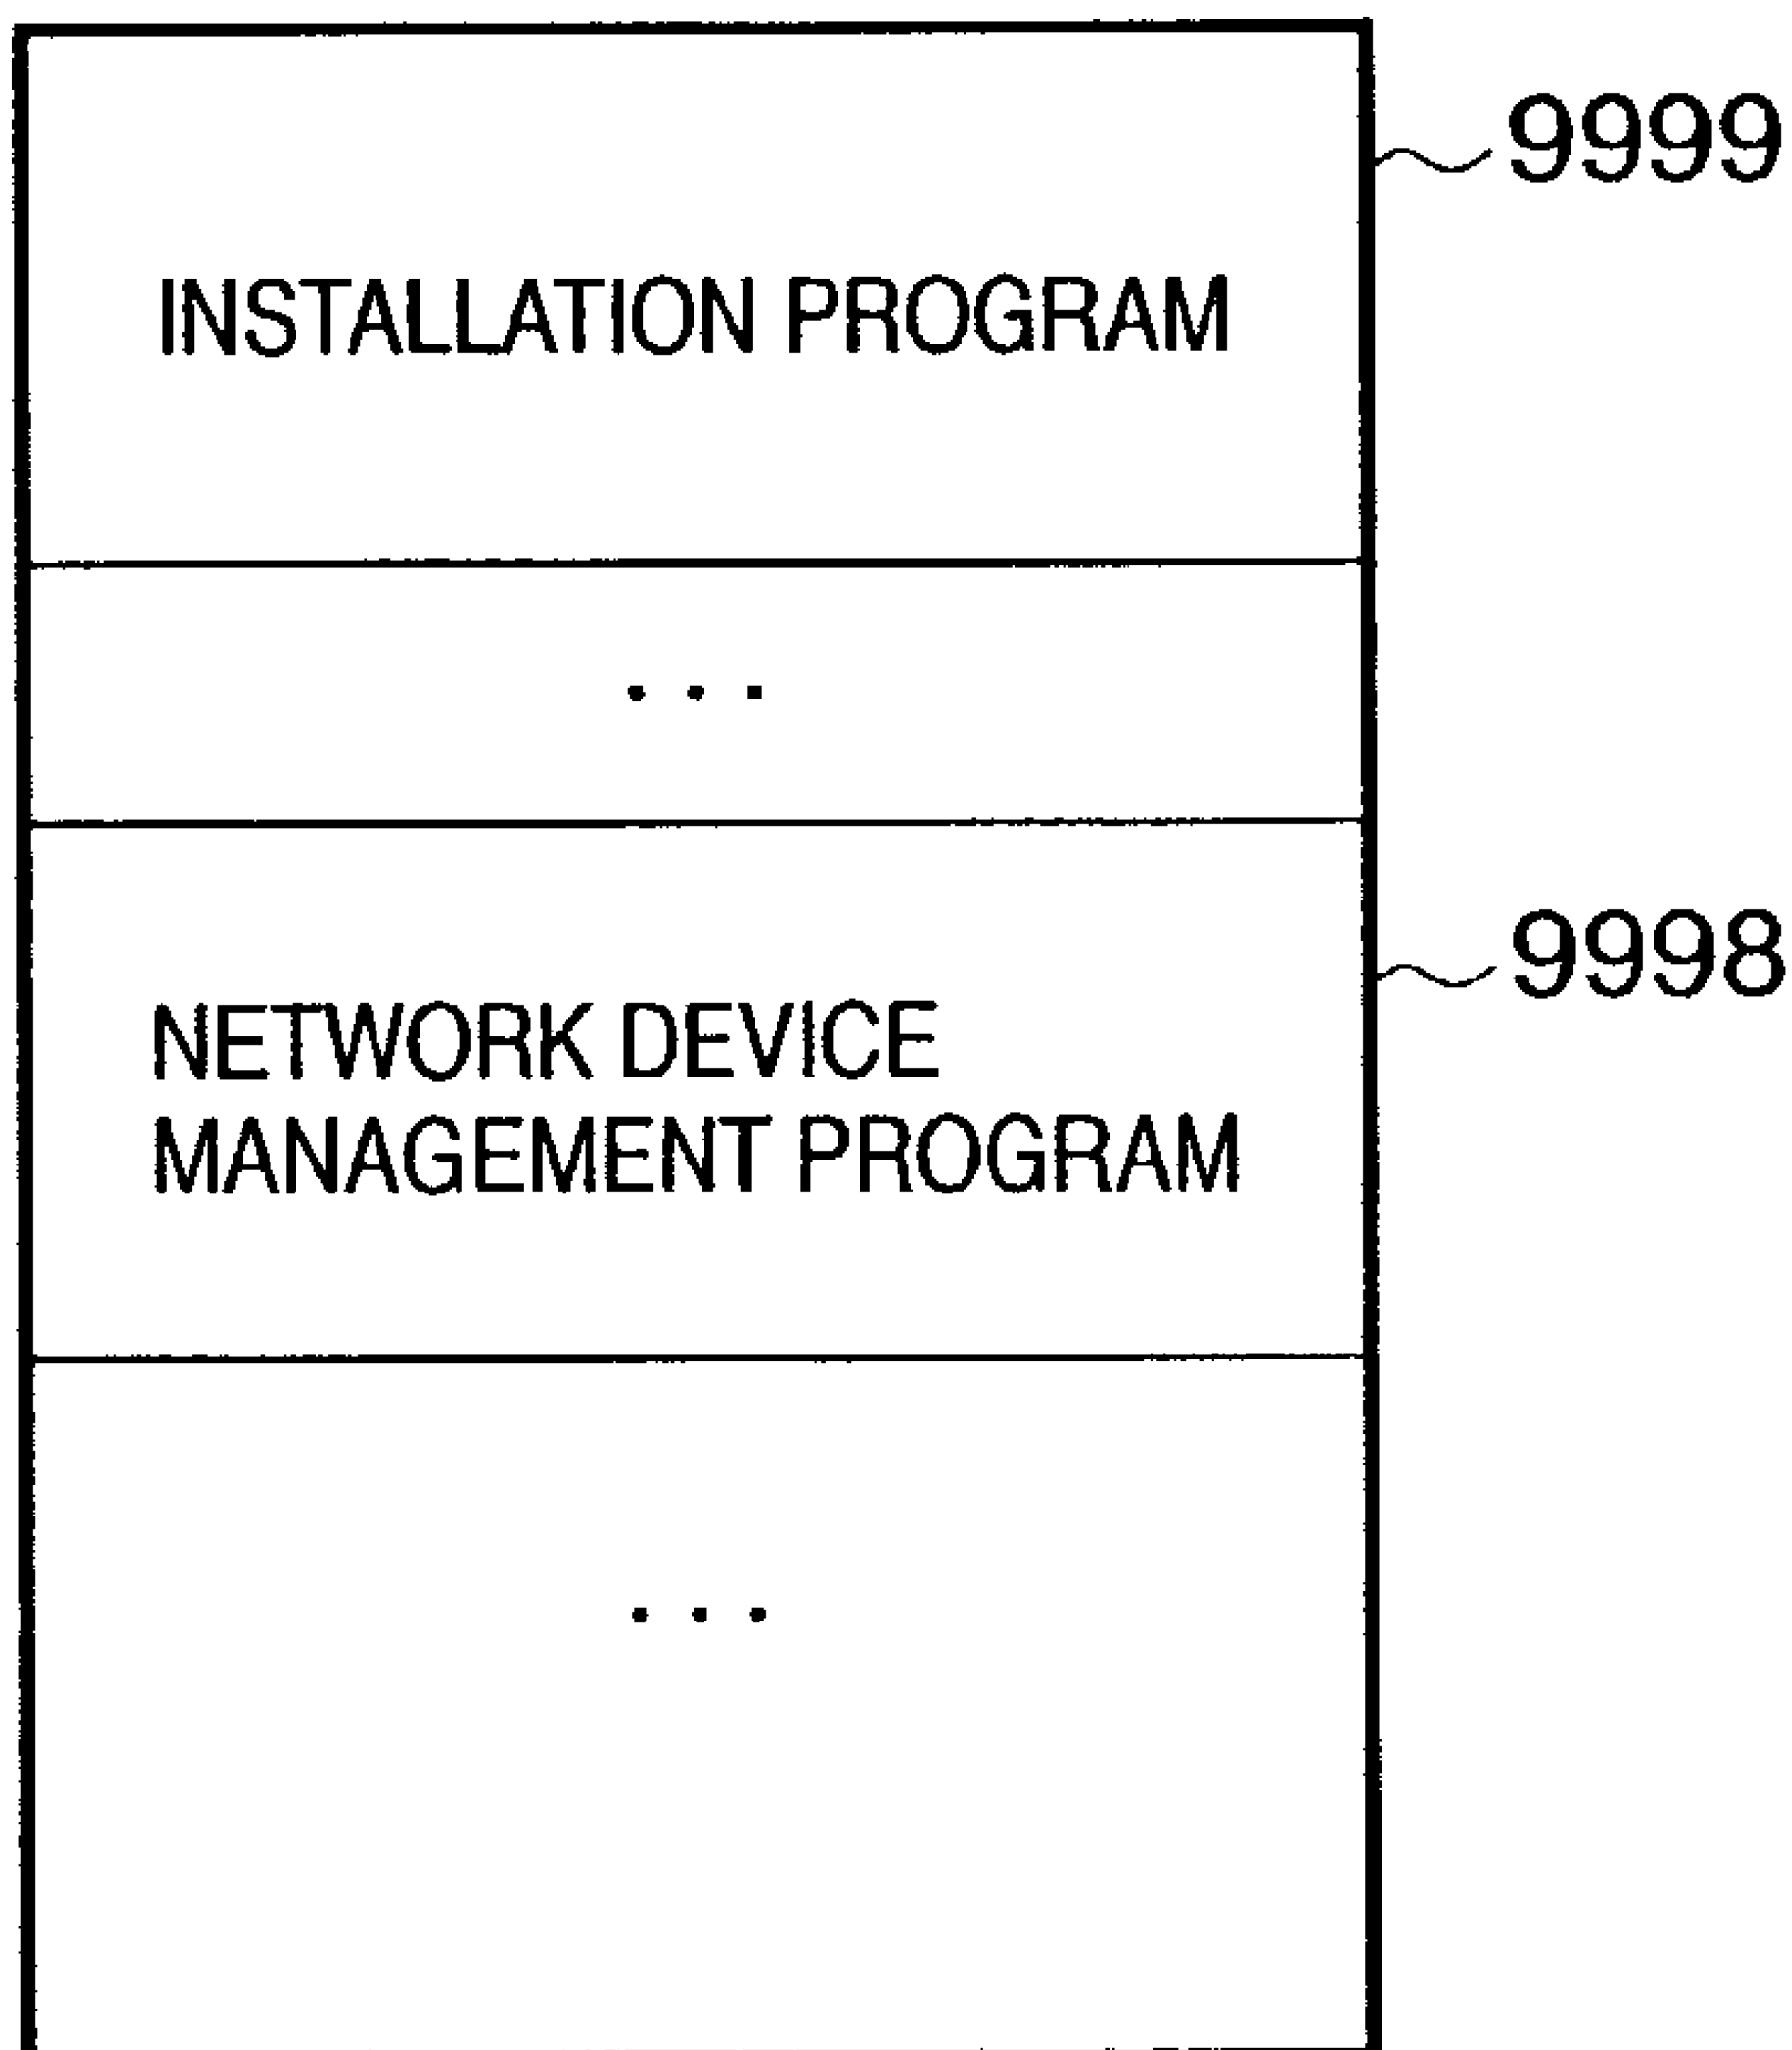 9999
INSTALLATION PROGRAM
. . .
9998
NETWORK DEVICE
MANAGEMENT PROGRAM
. . .